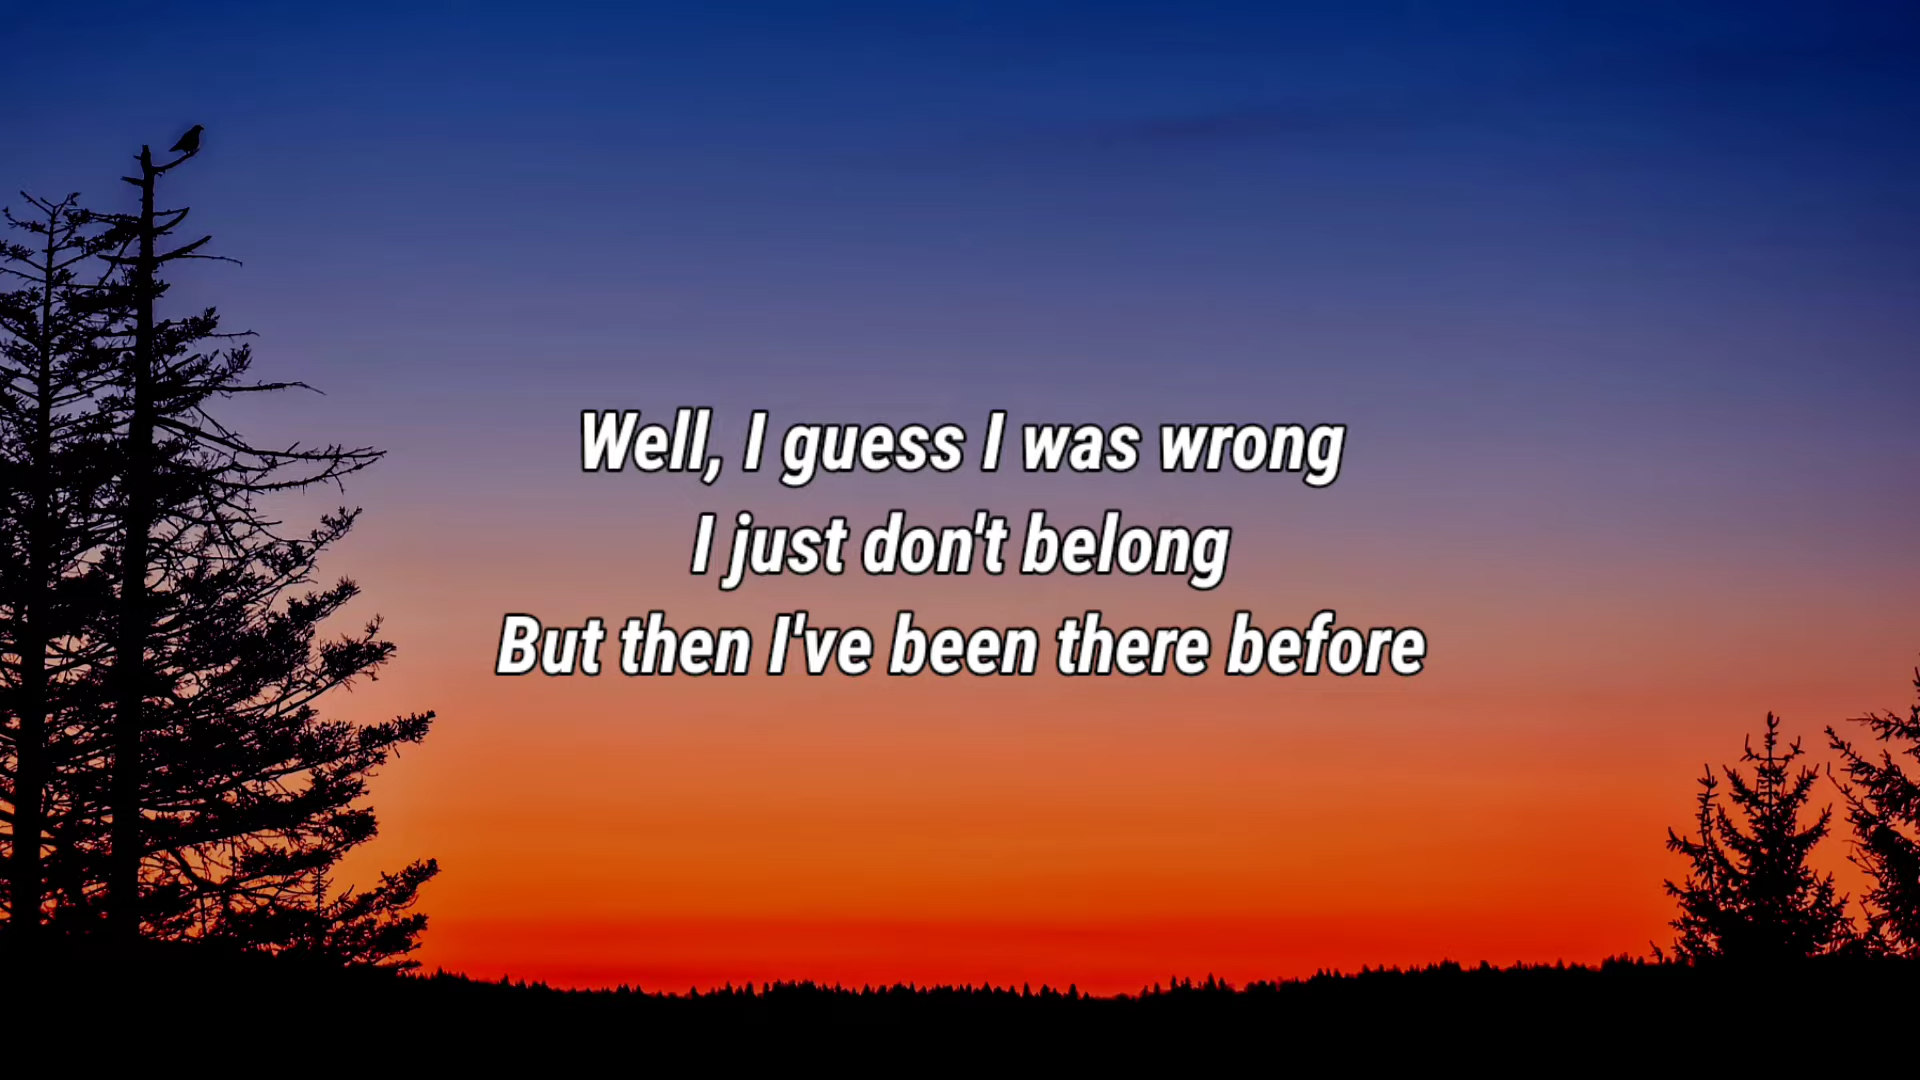 Well, I guess I was wrong
I just don't belong
But then I've been there before